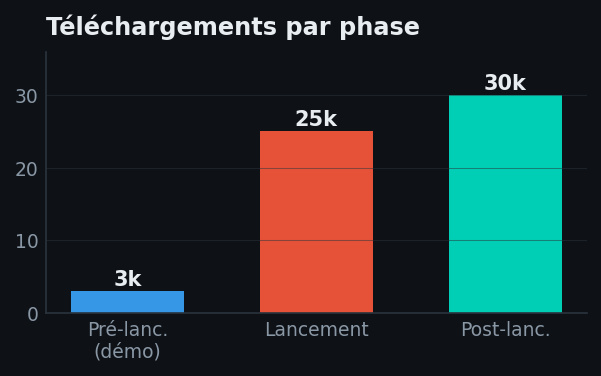 Téléchargements par phase
30k
25k
3k
30
20
10
0
Pré-lanc.
(démo)
Lancement
Post-lanc.